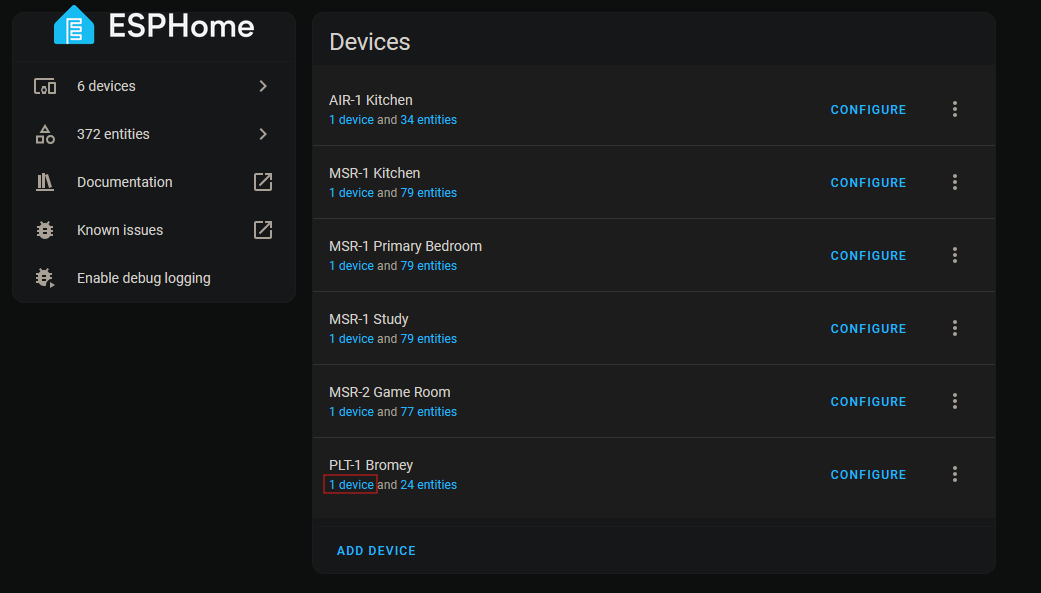 ESPHome
6 devices
372 entities
Documentation
Known issues
Enable debug logging
Devices
AIR-1 Kitchen
1 device and 34 entities
CONFIGURE
MSR-1 Kitchen
1 device and 79 entities
CONFIGURE
MSR-1 Primary Bedroom
1 device and 79 entities
CONFIGURE
MSR-1 Study
1 device and 79 entities
CONFIGURE
MSR-2 Game Room
1 device and 77 entities
CONFIGURE
PLT-1 Bromey
1 device and 24 entities
CONFIGURE
ADD DEVICE